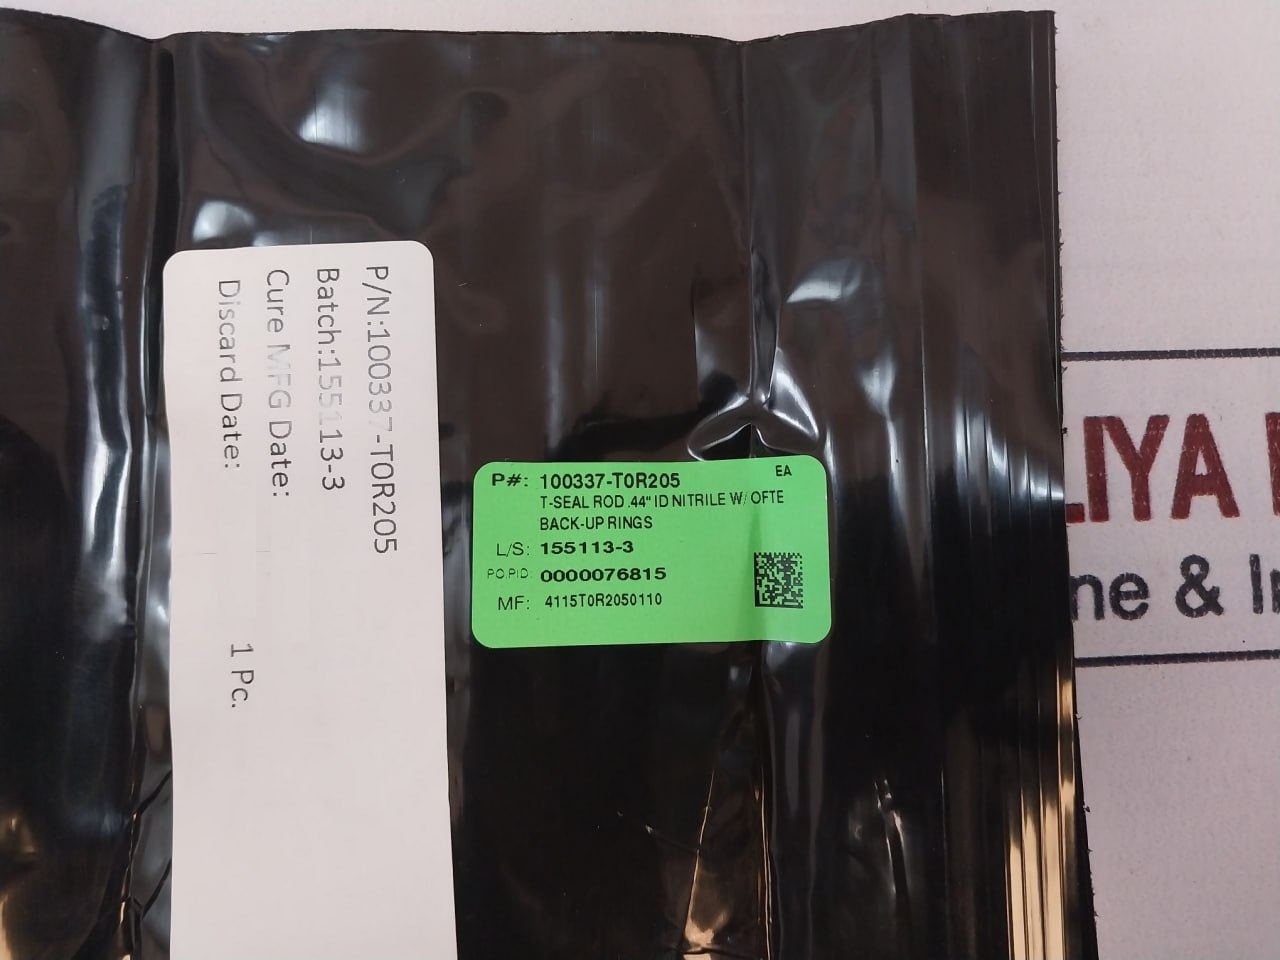 P/N:100337-T0R205
Batch:155113-3
Cure MFG Date:
Discard Date:
1 Pc.
P#: 100337-T0R205 EA
T-SEAL ROD .44" ID NITRILE W/ OFTE
BACK-UP RINGS
L/S: 155113-3
PO.PID: 0000076815
MF: 4115T0R2050110
LIYA
ne & I